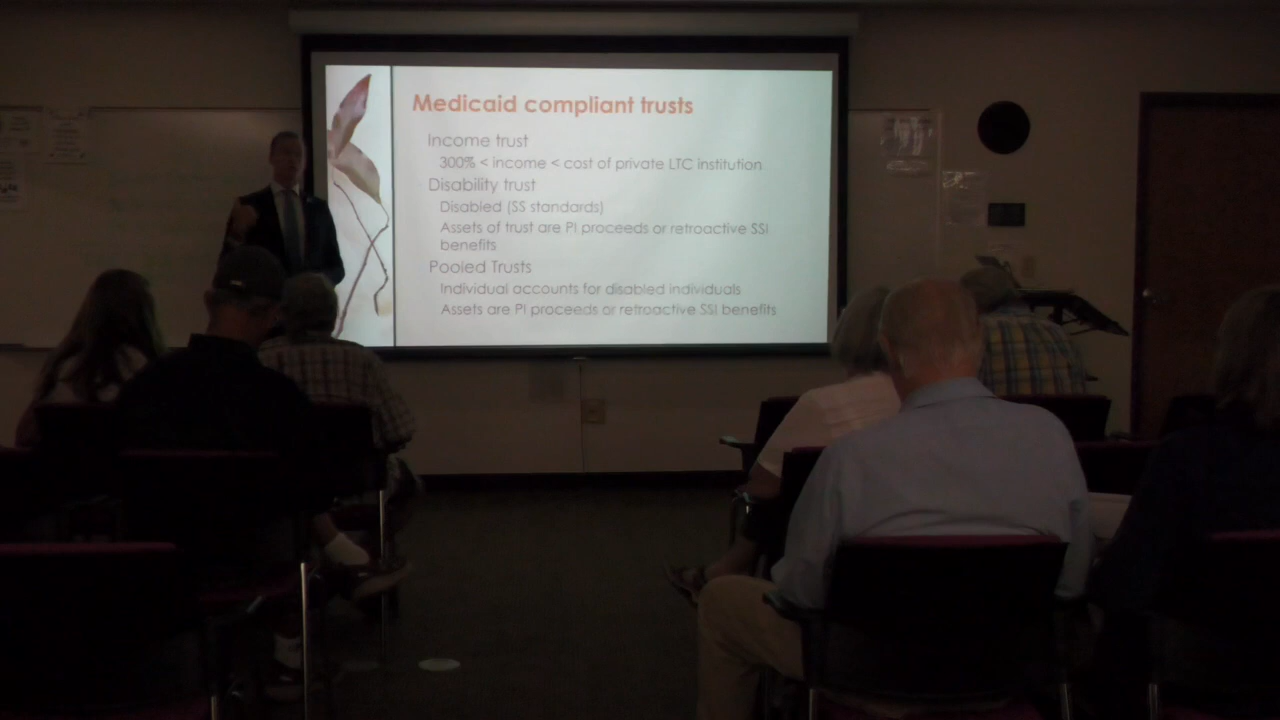 Medicaid compliant trusts
Income trust
300% < income < cost of private LTC institution
Disability trust
Disabled (SS standards)
Assets of trust are PI proceeds or retroactive SSI
benefits
Pooled Trusts
Individual accounts for disabled individuals
Assets are PI proceeds or retroactive SSI benefits